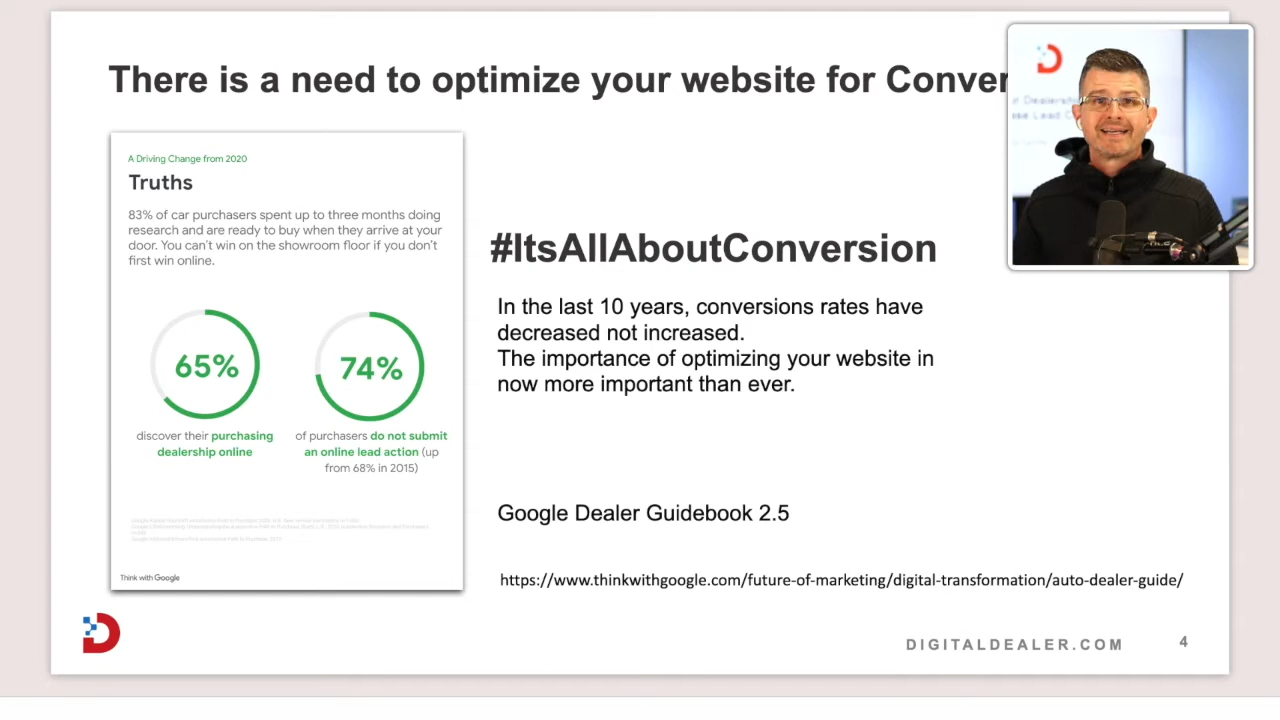 There is a need to optimize your website for Conver
A Driving Change from 2020
Truths
83% of car purchasers spent up to three months doing
research and are ready to buy when they arrive at your
door. You can't win on the showroom floor if you don't
first win online.
65%
discover their purchasing
dealership online
74%
of purchasers do not submit
an online lead action (up
from 68% in 2015)
Think with Google
#ItsAllAboutConversion
In the last 10 years, conversions rates have
decreased not increased.
The importance of optimizing your website in
now more important than ever.
Google Dealer Guidebook 2.5
https://www.thinkwithgoogle.com/future-of-marketing/digital-transformation/auto-dealer-guide/
DIGITALDEALER.COM
4